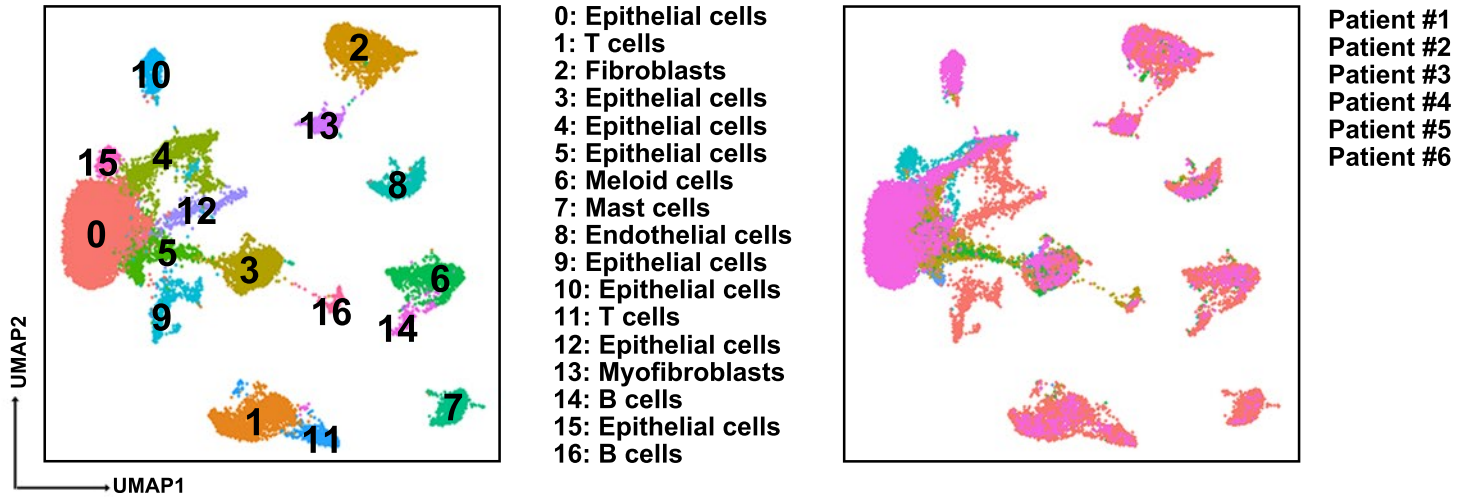 10
2
13
15
4
8
12
0
5
3
6
16
9
14
1
7
11
UMAP2
UMAP1
0: Epithelial cells
1: T cells
2: Fibroblasts
3: Epithelial cells
4: Epithelial cells
5: Epithelial cells
6: Meloid cells
7: Mast cells
8: Endothelial cells
9: Epithelial cells
10: Epithelial cells
11: T cells
12: Epithelial cells
13: Myofibroblasts
14: B cells
15: Epithelial cells
16: B cells
Patient #1
Patient #2
Patient #3
Patient #4
Patient #5
Patient #6